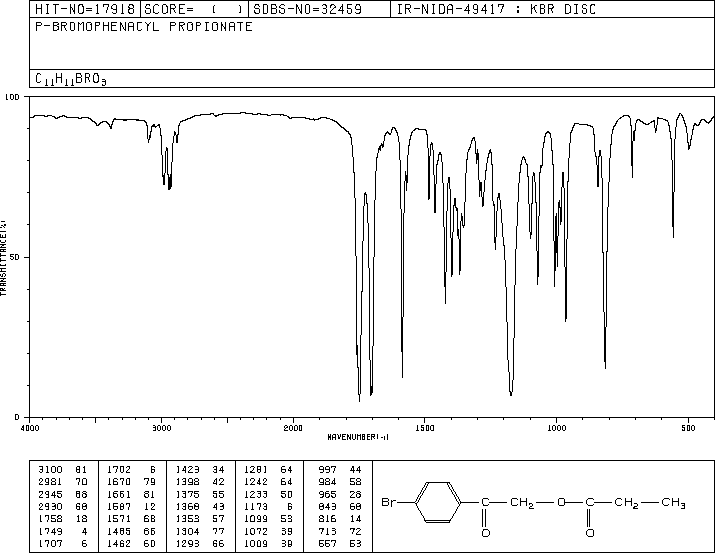 HIT-NO=17918 SCORE= ( ) SDBS-NO=32459 IR-NIDA-49417 : KBR DISC
P-BROMOPHENACYL PROPIONATE
C₁₁H₁₁BRO₃
100
50
0
TRANSMITTANCE(%)
4000 3000 2000 1500 1000 500
WAVENUMBER(-1)
3100 81 1702 6 1423 34 1281 64 997 44
2981 70 1670 79 1398 42 1242 64 984 58
2945 68 1661 81 1375 55 1233 50 965 28
2930 68 1587 12 1368 43 1173 6 843 68
1758 18 1571 68 1353 57 1099 53 816 14
1749 4 1485 66 1304 77 1072 39 713 72
1707 6 1462 60 1293 66 1009 39 557 53
Br C CH₂ O C CH₂ CH₃
O O